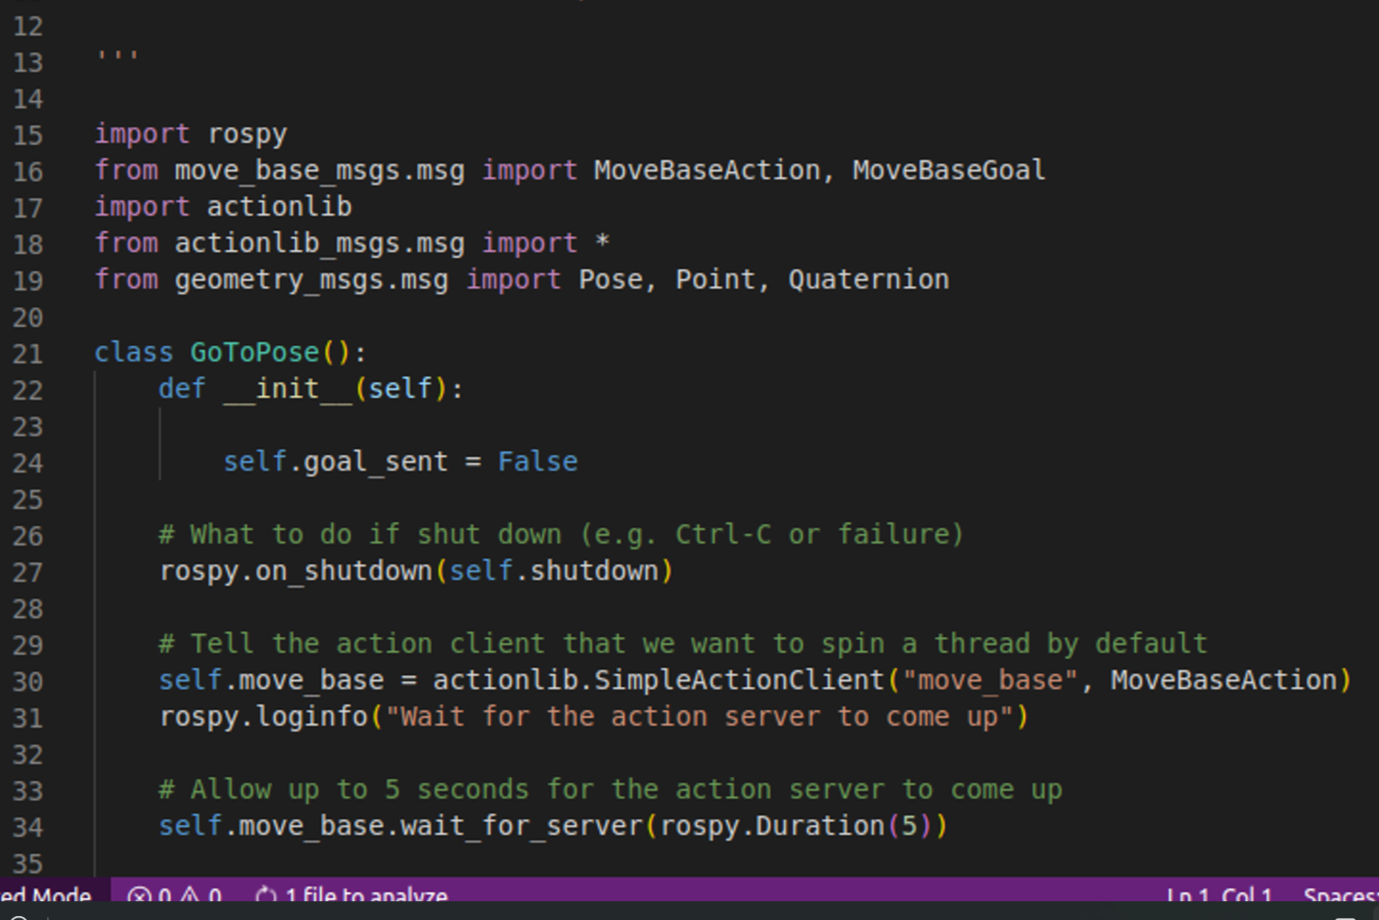 12
13 '''
14
15 import rospy
16 from move_base_msgs.msg import MoveBaseAction, MoveBaseGoal
17 import actionlib
18 from actionlib_msgs.msg import *
19 from geometry_msgs.msg import Pose, Point, Quaternion
20
21 class GoToPose():
22     def __init__(self):
23
24         self.goal_sent = False
25
26     # What to do if shut down (e.g. Ctrl-C or failure)
27     rospy.on_shutdown(self.shutdown)
28
29     # Tell the action client that we want to spin a thread by default
30     self.move_base = actionlib.SimpleActionClient("move_base", MoveBaseAction)
31     rospy.loginfo("Wait for the action server to come up")
32
33     # Allow up to 5 seconds for the action server to come up
34     self.move_base.wait_for_server(rospy.Duration(5))
35
ed Mode 0 0 1 file to analyze Ln 1, Col 1 Spaces: